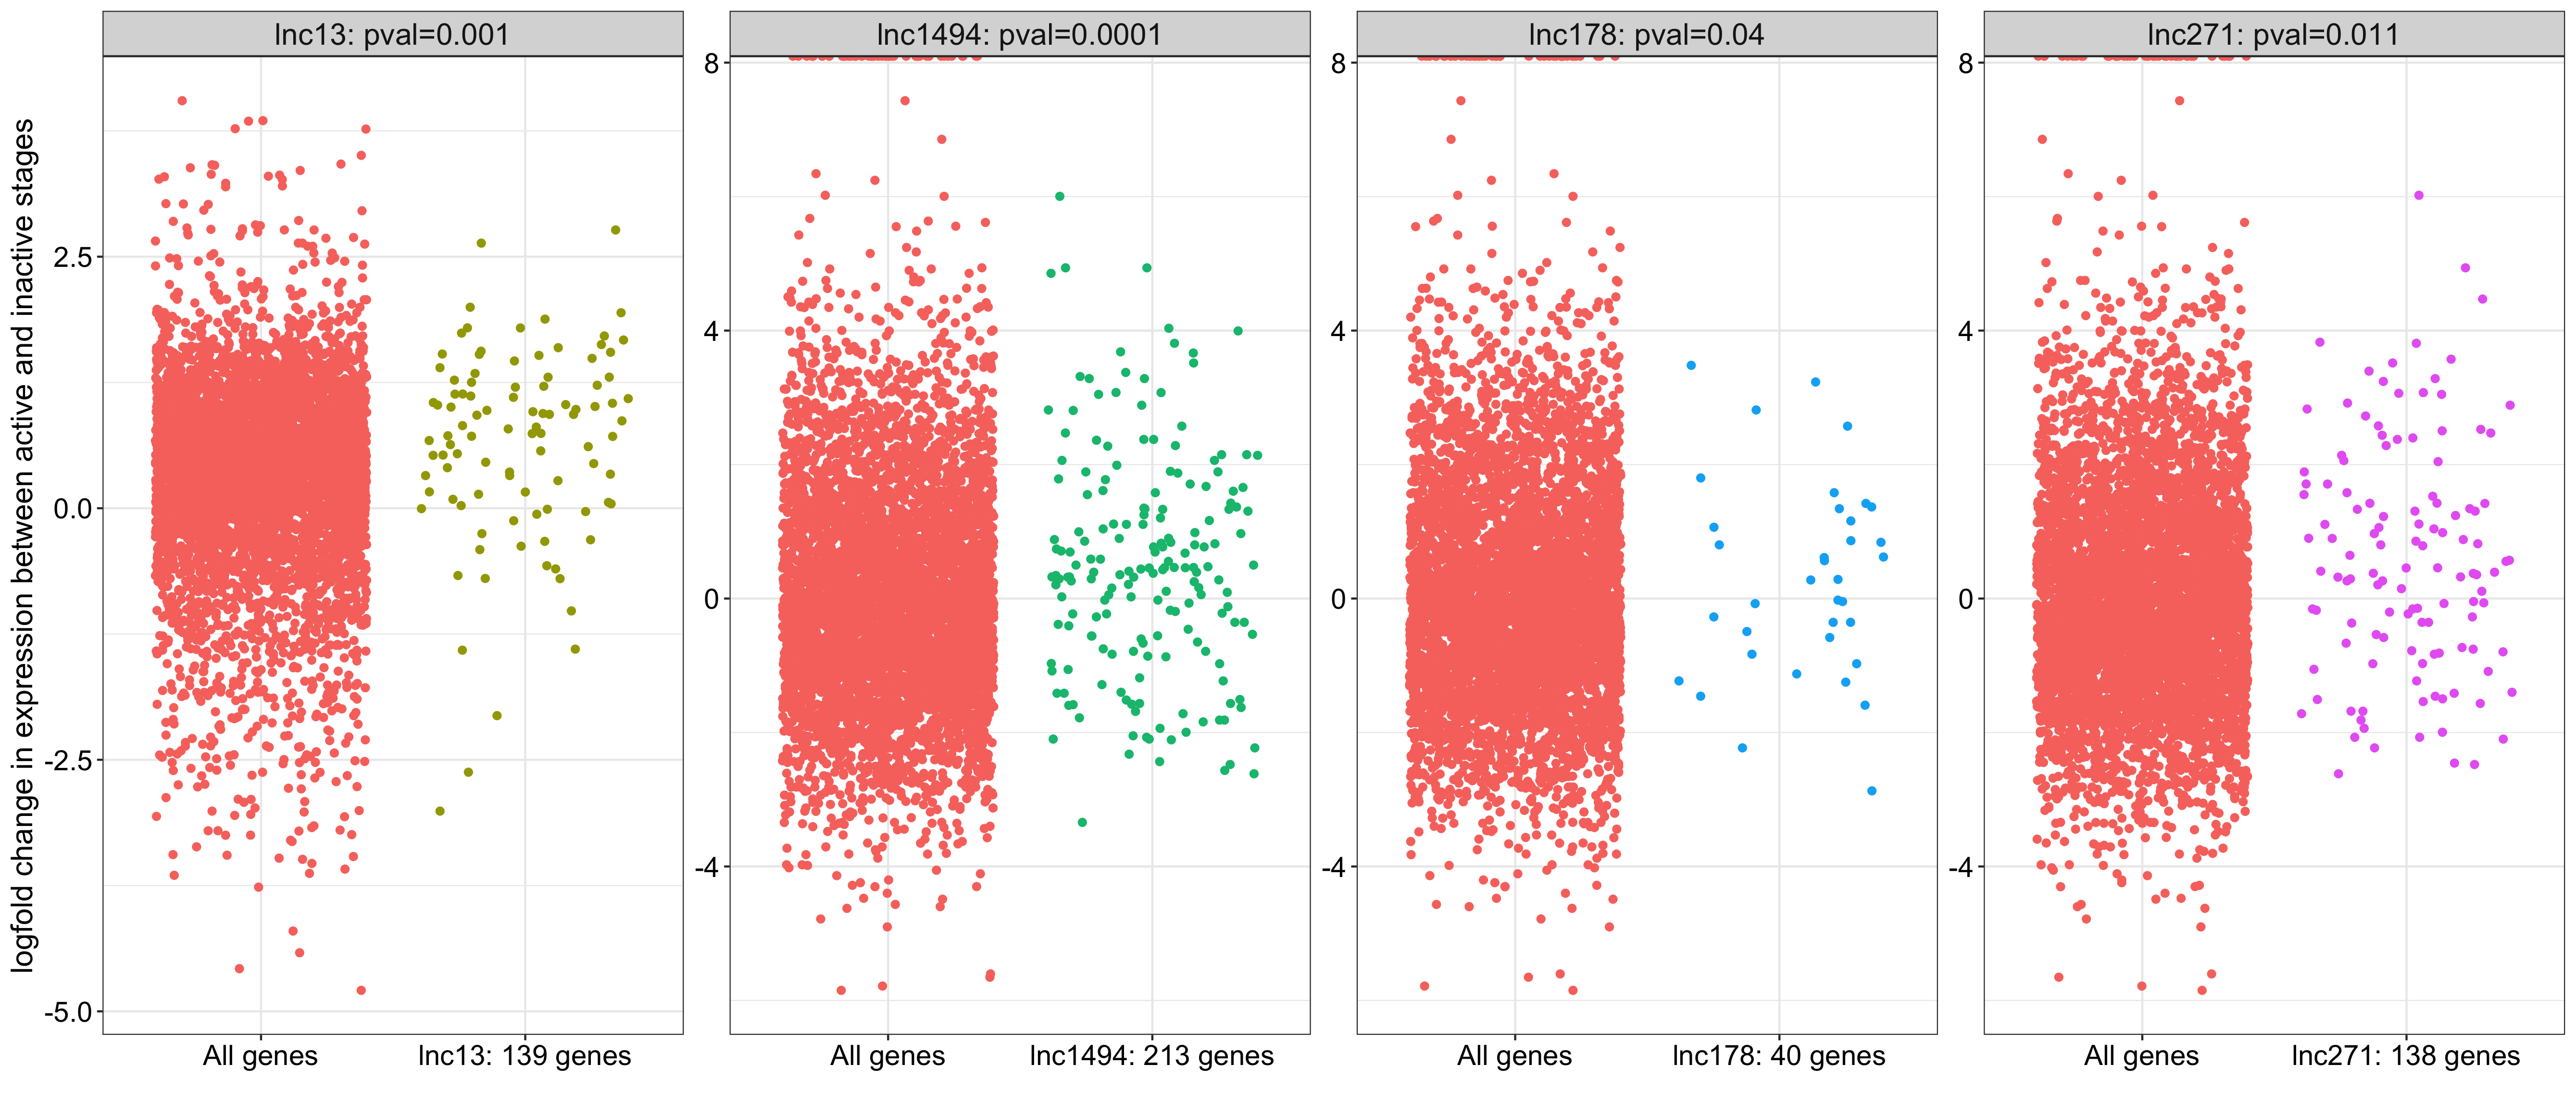 lnc13: pval=0.001
lnc1494: pval=0.0001
lnc178: pval=0.04
lnc271: pval=0.011
logfold change in expression between active and inactive stages
2.5
0.0
-2.5
-5.0
8
4
0
-4
8
4
0
-4
8
4
0
-4
All genes
lnc13: 139 genes
All genes
lnc1494: 213 genes
All genes
lnc178: 40 genes
All genes
lnc271: 138 genes